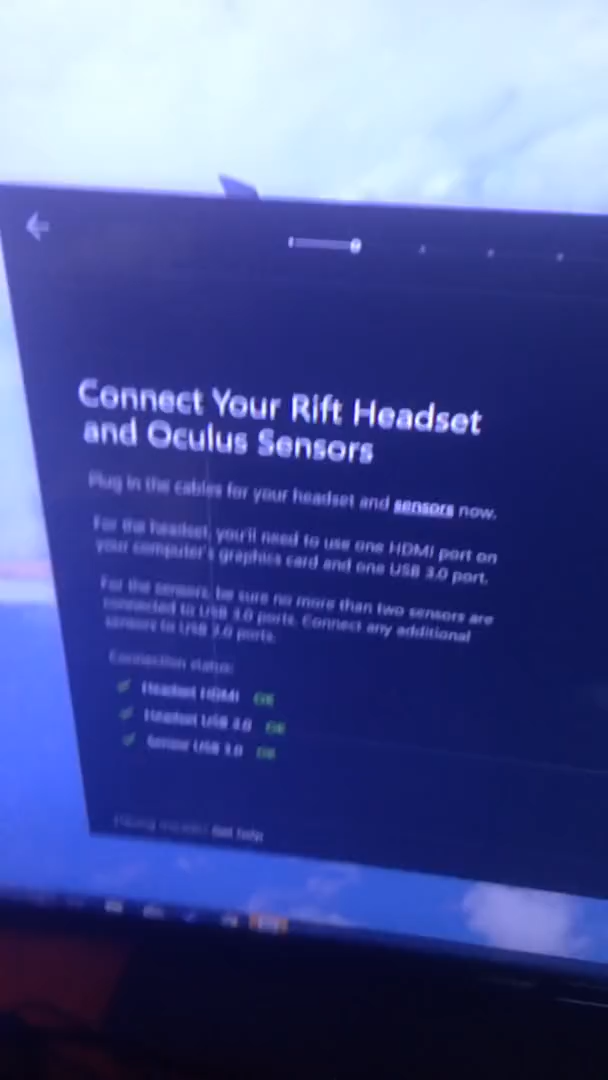 Connect Your Rift Headset
and Oculus Sensors
Plug in the cables for your headset and sensors now.
For the headset, you'll need to use one HDMI port on
your computer's graphics card and one USB 3.0 port.
For the sensors, be sure no more than two sensors are
connected to USB 3.0 ports. Connect any additional
sensors to USB 2.0 ports.
Connection status:
Headset HDMI OK
Headset USB 3.0 OK
Sensor USB 3.0 OK
Get help